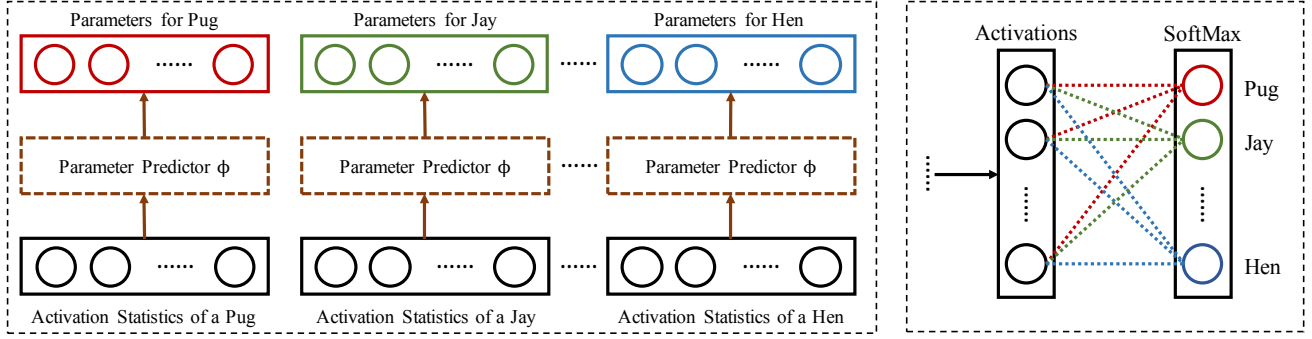 Parameters for Pug
Parameters for Jay
Parameters for Hen
Parameter Predictor ϕ
Parameter Predictor ϕ
Parameter Predictor ϕ
Activation Statistics of a Pug
Activation Statistics of a Jay
Activation Statistics of a Hen
Activations
SoftMax
Pug
Jay
Hen